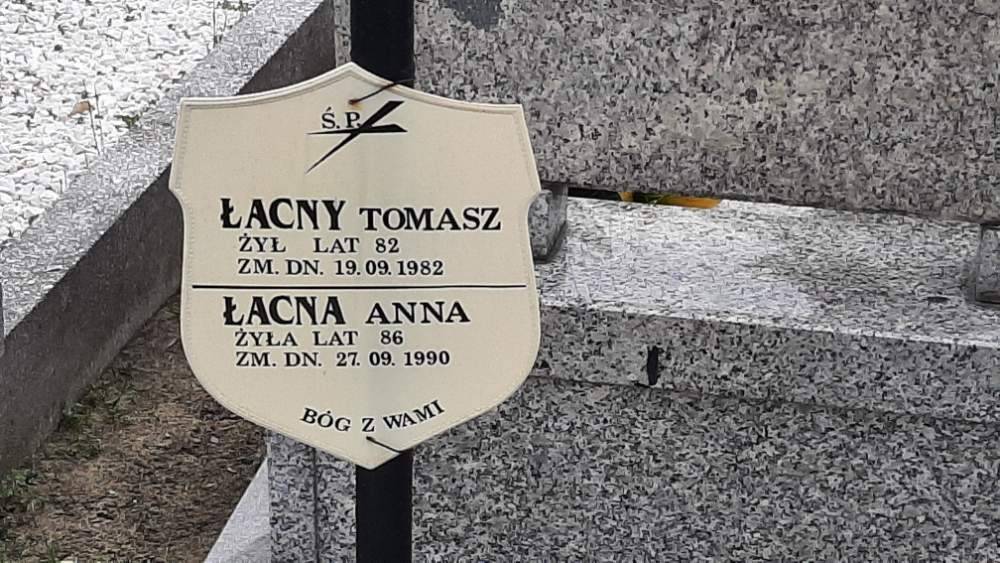 Ś.P.
ŁACNY TOMASZ
ŻYŁ LAT 82
ZM. DN. 19.09.1982
ŁACNA ANNA
ŻYŁA LAT 86
ZM. DN. 27.09.1990
BÓG Z WAMI